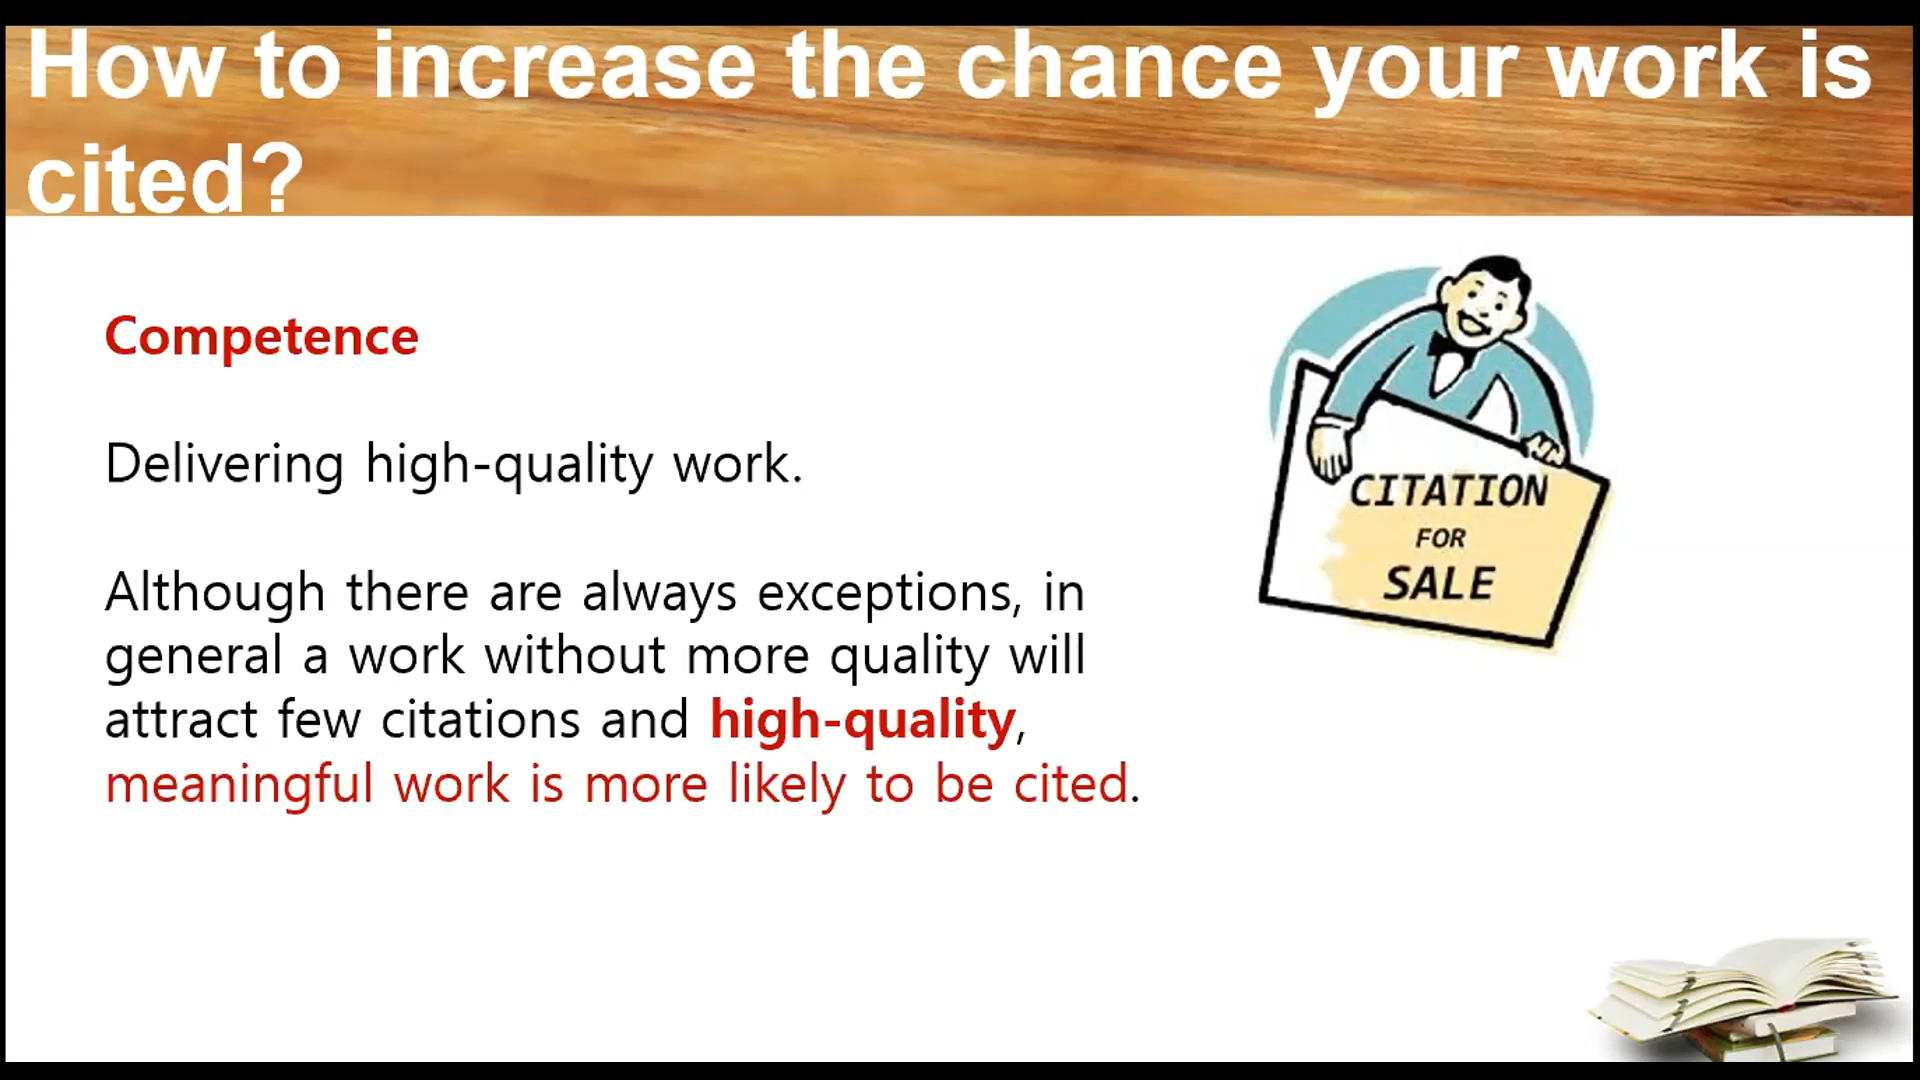 How to increase the chance your work is
cited?
Competence
Delivering high-quality work.
Although there are always exceptions, in
general a work without more quality will
attract few citations and high-quality,
meaningful work is more likely to be cited.
CITATION
FOR
SALE